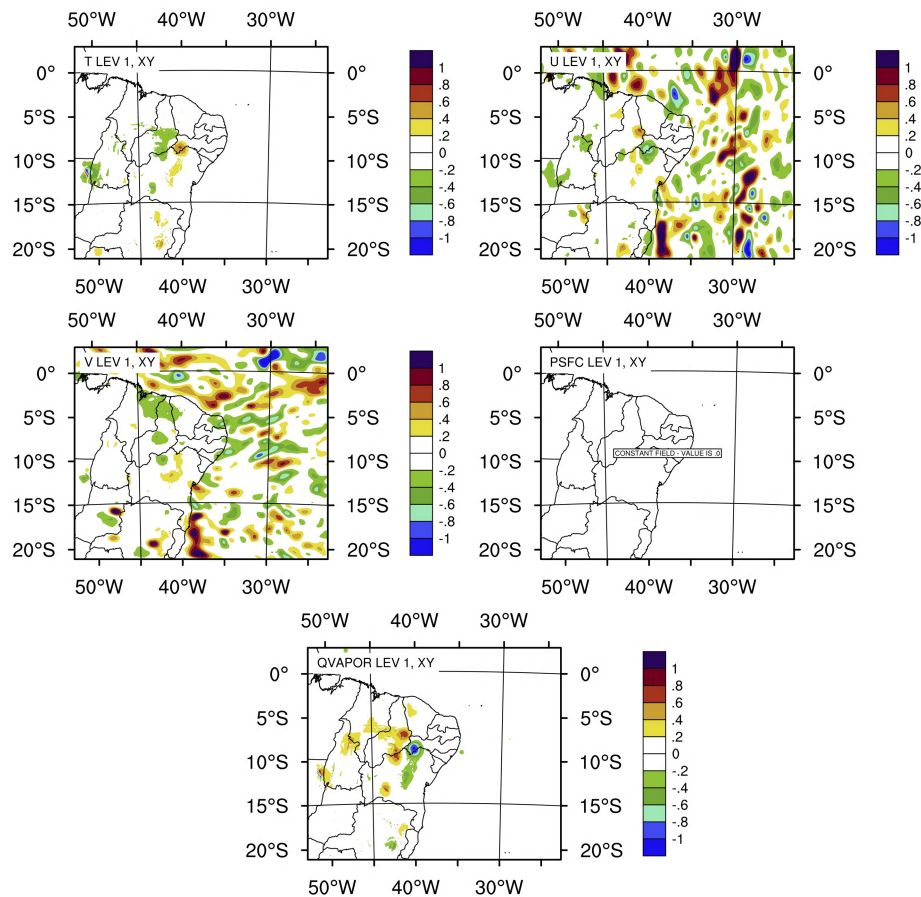 50°W 40°W 30°W 50°W 40°W 30°W
T LEV 1, XY U LEV 1, XY
0° 0° 1 0° 0° 1
.8 .8
5°S 5°S .6 5°S 5°S .6
.4 .4
.2 .2
10°S 10°S 0 10°S 10°S 0
-.2 -.2
-.4 -.4
15°S 15°S -.6 15°S 15°S -.6
-.8 -.8
20°S 20°S -1 20°S 20°S -1
50°W 40°W 30°W 50°W 40°W 30°W
50°W 40°W 30°W 50°W 40°W 30°W
V LEV 1, XY PSFC LEV 1, XY
0° 0° 1 0° 0°
.8
5°S 5°S .6 5°S 5°S
.4
.2
CONSTANT FIELD - VALUE IS .0
10°S 10°S 0 10°S 10°S
-.2
-.4
15°S 15°S -.6 15°S 15°S
-.8
20°S 20°S -1 20°S 20°S
50°W 40°W 30°W 50°W 40°W 30°W
50°W 40°W 30°W
QVAPOR LEV 1, XY
0° 0° 1
.8
5°S 5°S .6
.4
.2
10°S 10°S 0
-.2
-.4
15°S 15°S -.6
-.8
20°S 20°S -1
50°W 40°W 30°W